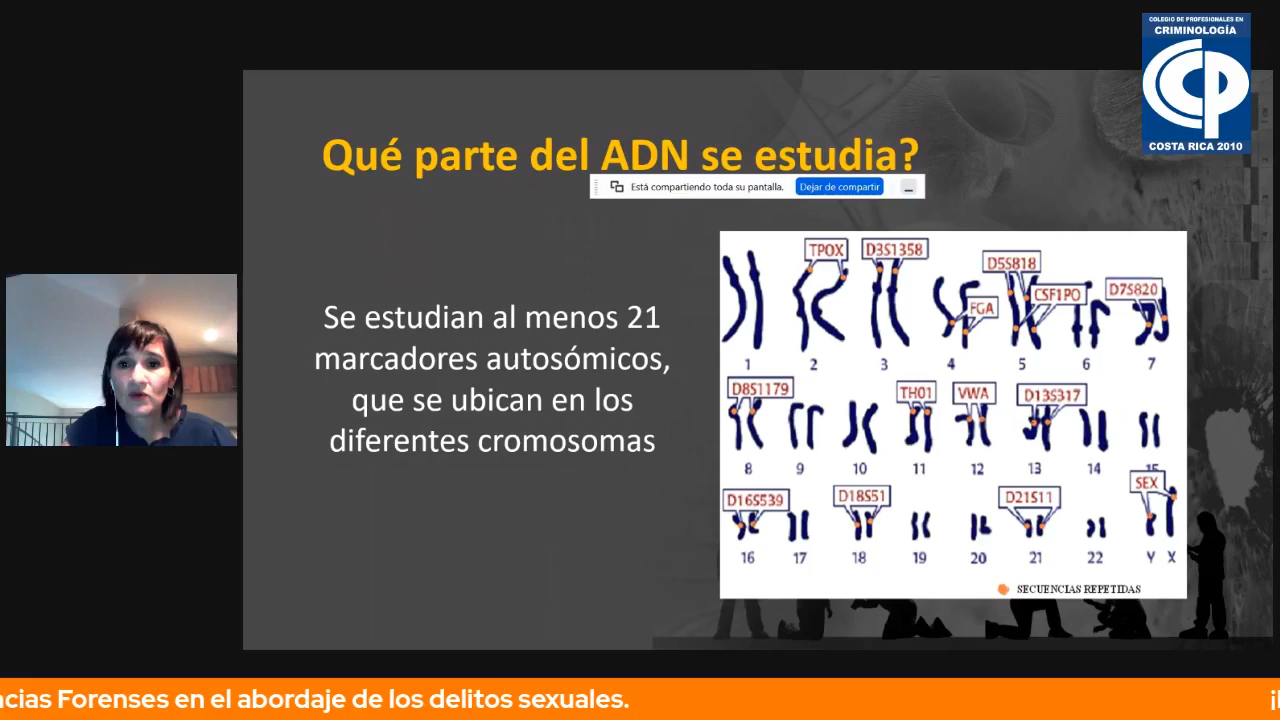 COLEGIO DE PROFESIONALES EN
CRIMINOLOGÍA
COSTA RICA 2010
Qué parte del ADN se estudia?
Está compartiendo toda su pantalla. Dejar de compartir
Se estudian al menos 21
marcadores autosómicos,
que se ubican en los
diferentes cromosomas
TPOX D3S1358 D5S818
FGA CSF1PO D7S820
1 2 3 4 5 6 7
D8S1179 TH01 VWA D13S317
8 9 10 11 12 13 14 15
D16S539 D18S51 D21S11 SEX
16 17 18 19 20 21 22 Y X
SECUENCIAS REPETIDAS
cias Forenses en el abordaje de los delitos sexuales.